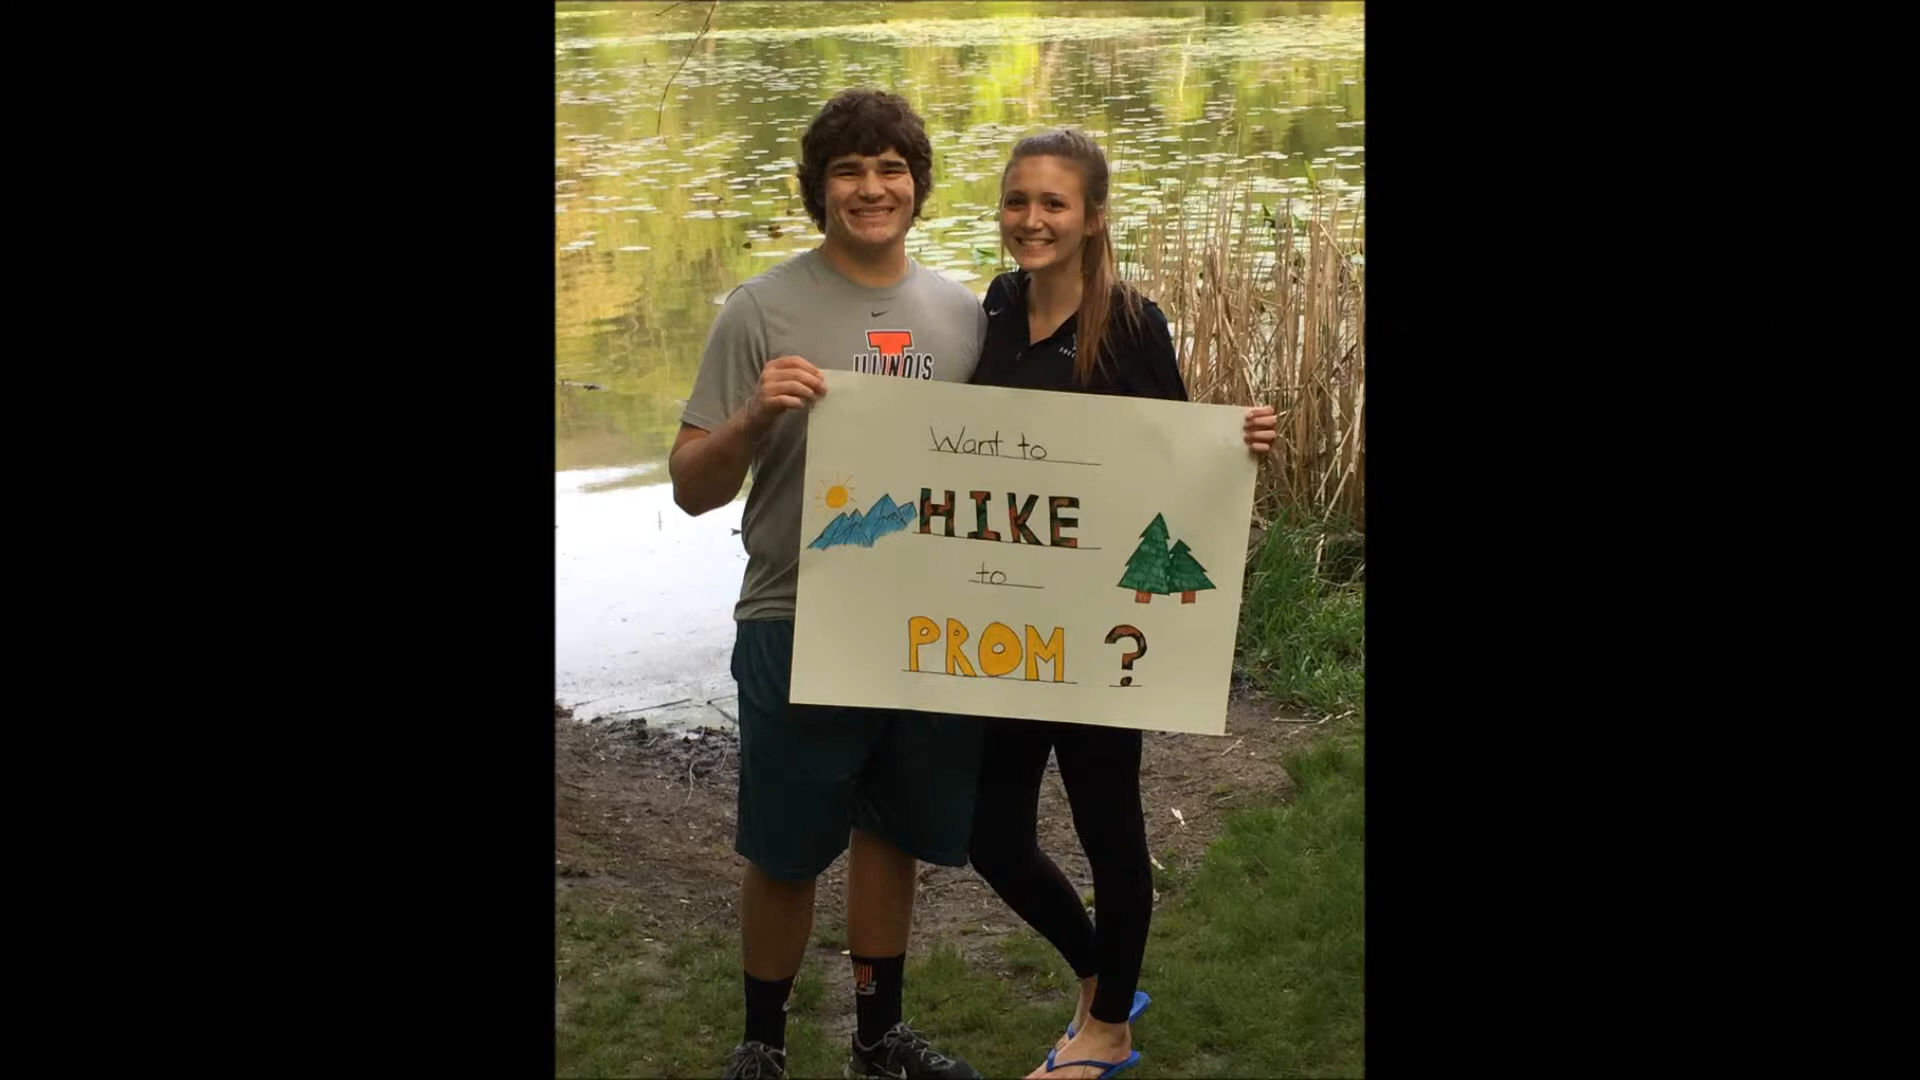 ILLINOIS
Want to
HIKE
to
PROM ?